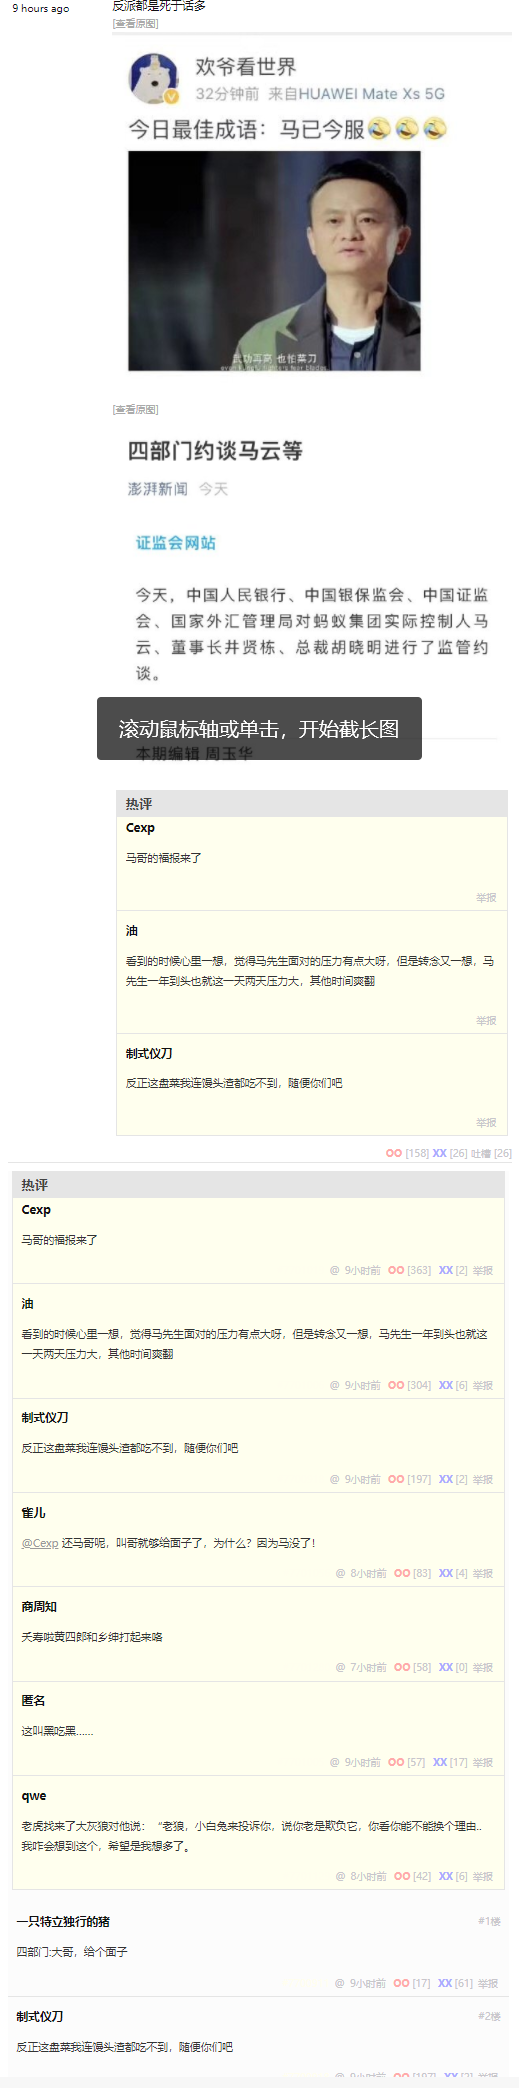 9 hours ago
反派都是死于话多
[查看原图]
欢爷看世界
32分钟前 来自HUAWEI Mate Xs 5G
今日最佳成语：马已今服🤣🤣🤣
武功再高 也怕菜刀
even kungfu fighters fear blades
[查看原图]
四部门约谈马云等
澎湃新闻 今天
证监会网站
今天，中国人民银行、中国银保监会、中国证监
会、国家外汇管理局对蚂蚁集团实际控制人马
云、董事长井贤栋、总裁胡晓明进行了监管约
谈。
滚动鼠标轴或单击，开始截长图
本期编辑 周玉华
热评
Cexp
马哥的福报来了
举报
油
看到的时候心里一想，觉得马先生面对的压力有点大呀，但是转念又一想，马
先生一年到头也就这一天两天压力大，其他时间爽翻
举报
制式仪刀
反正这盘菜我连馒头渣都吃不到，随便你们吧
举报
OO [158] XX [26] 吐槽 [26]
热评
Cexp
马哥的福报来了
@ 9小时前 OO [363] XX [2] 举报
油
看到的时候心里一想，觉得马先生面对的压力有点大呀，但是转念又一想，马先生一年到头也就这
一天两天压力大，其他时间爽翻
@ 9小时前 OO [304] XX [6] 举报
制式仪刀
反正这盘菜我连馒头渣都吃不到，随便你们吧
@ 9小时前 OO [197] XX [2] 举报
雀儿
@Cexp 还马哥呢，叫哥就够给面子了，为什么？因为马没了！
@ 8小时前 OO [83] XX [4] 举报
商周知
夭寿啦黄四郎和乡绅打起来咯
@ 7小时前 OO [58] XX [0] 举报
匿名
这叫黑吃黑……
@ 9小时前 OO [57] XX [17] 举报
qwe
老虎找来了大灰狼对他说：“老狼，小白兔来投诉你，说你老是欺负它，你看你能不能换个理由..
我咋会想到这个，希望是我想多了。
@ 8小时前 OO [42] XX [6] 举报
一只特立独行的猪 #1楼
四部门:大哥，给个面子
@ 9小时前 OO [17] XX [61] 举报
制式仪刀 #2楼
反正这盘菜我连馒头渣都吃不到，随便你们吧
@ 9小时前 OO [197] XX [2] 举报